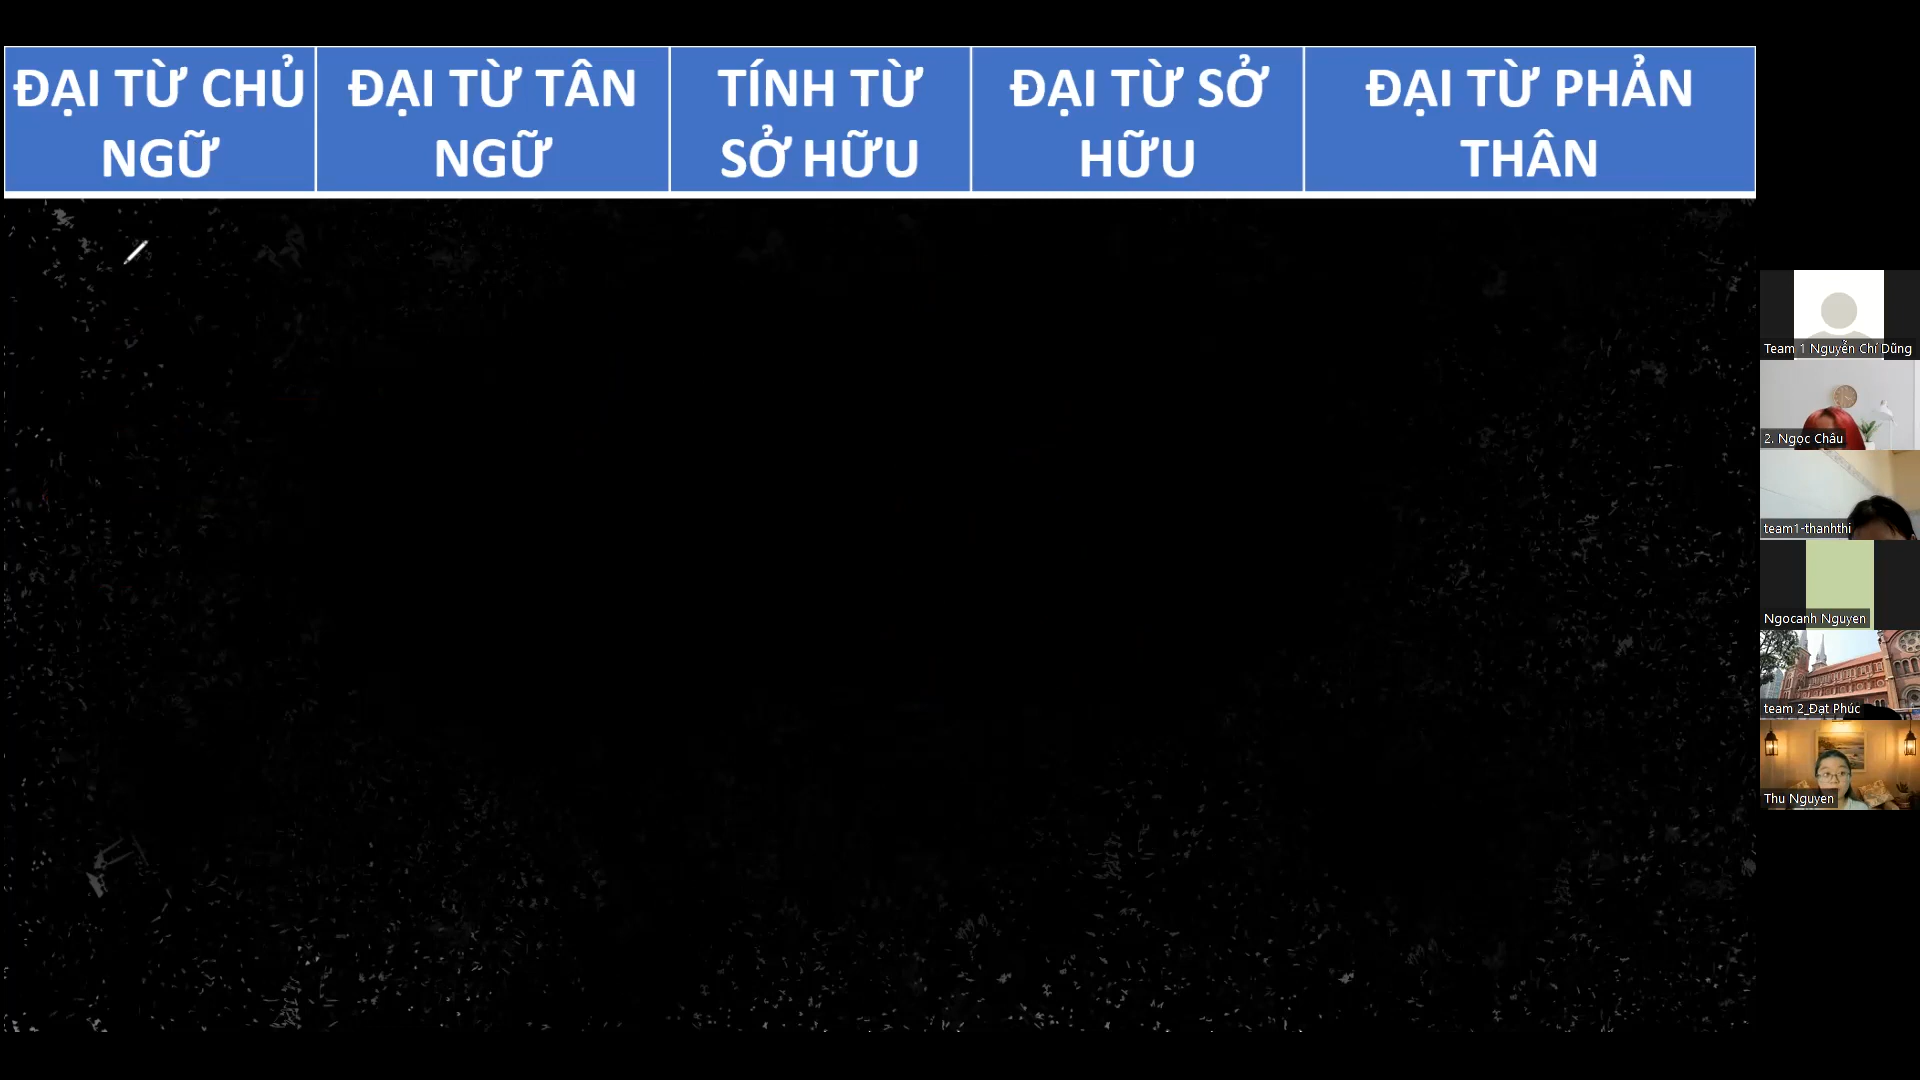 ĐẠI TỪ CHỦ
NGỮ
ĐẠI TỪ TÂN
NGỮ
TÍNH TỪ
SỞ HỮU
ĐẠI TỪ SỞ
HỮU
ĐẠI TỪ PHẢN
THÂN
Team 1 Nguyễn Chí Dũng
2. Ngọc Châu
team1-thanhthi
Ngocanh Nguyen
team 2_Đạt Phúc
Thu Nguyen